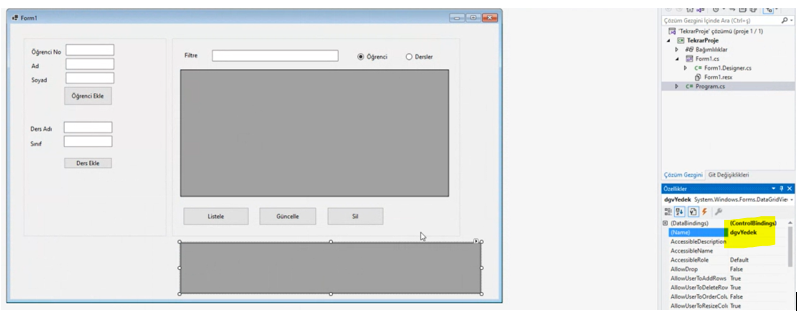 Form1
Öğrenci No
Ad
Soyad
Öğrenci Ekle
Ders Adı
Sınıf
Ders Ekle
Filtre
Öğrenci
Dersler
Listele
Güncelle
Sil
Çözüm Gezgini İçinde Ara (Ctrl+ş)
'TekrarProje' çözümü (proje 1 / 1)
TekrarProje
Bağımlılıklar
Form1.cs
C# Form1.Designer.cs
Form1.resx
C# Program.cs
Çözüm Gezgini Git Değişiklikleri
Özellikler
dgvYedek System.Windows.Forms.DataGridVie
(DataBindings) (ControlBindings)
(Name) dgvYedek
AccessibleDescription
AccessibleName
AccessibleRole Default
AllowDrop False
AllowUserToAddRows True
AllowUserToDeleteRow True
AllowUserToOrderColu False
AllowUserToResizeColu True